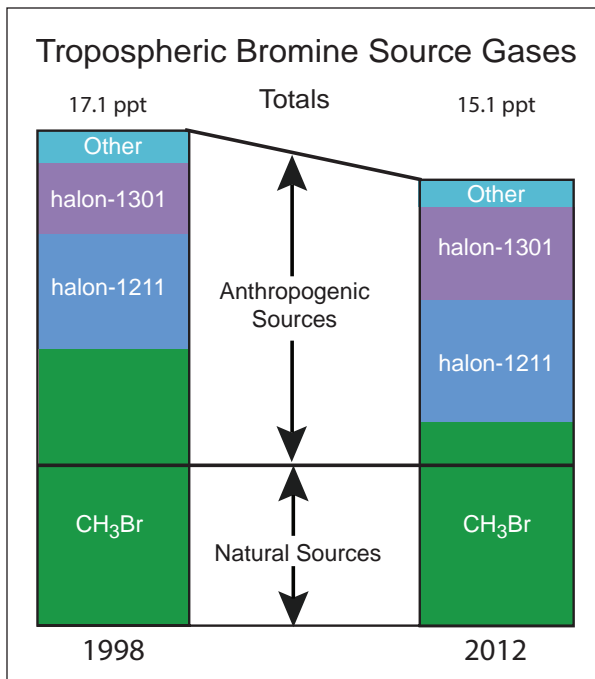 Tropospheric Bromine Source Gases
17.1 ppt
Totals
15.1 ppt
Other
halon-1301
halon-1211
CH₃Br
Anthropogenic
Sources
Natural Sources
Other
halon-1301
halon-1211
CH₃Br
1998
2012